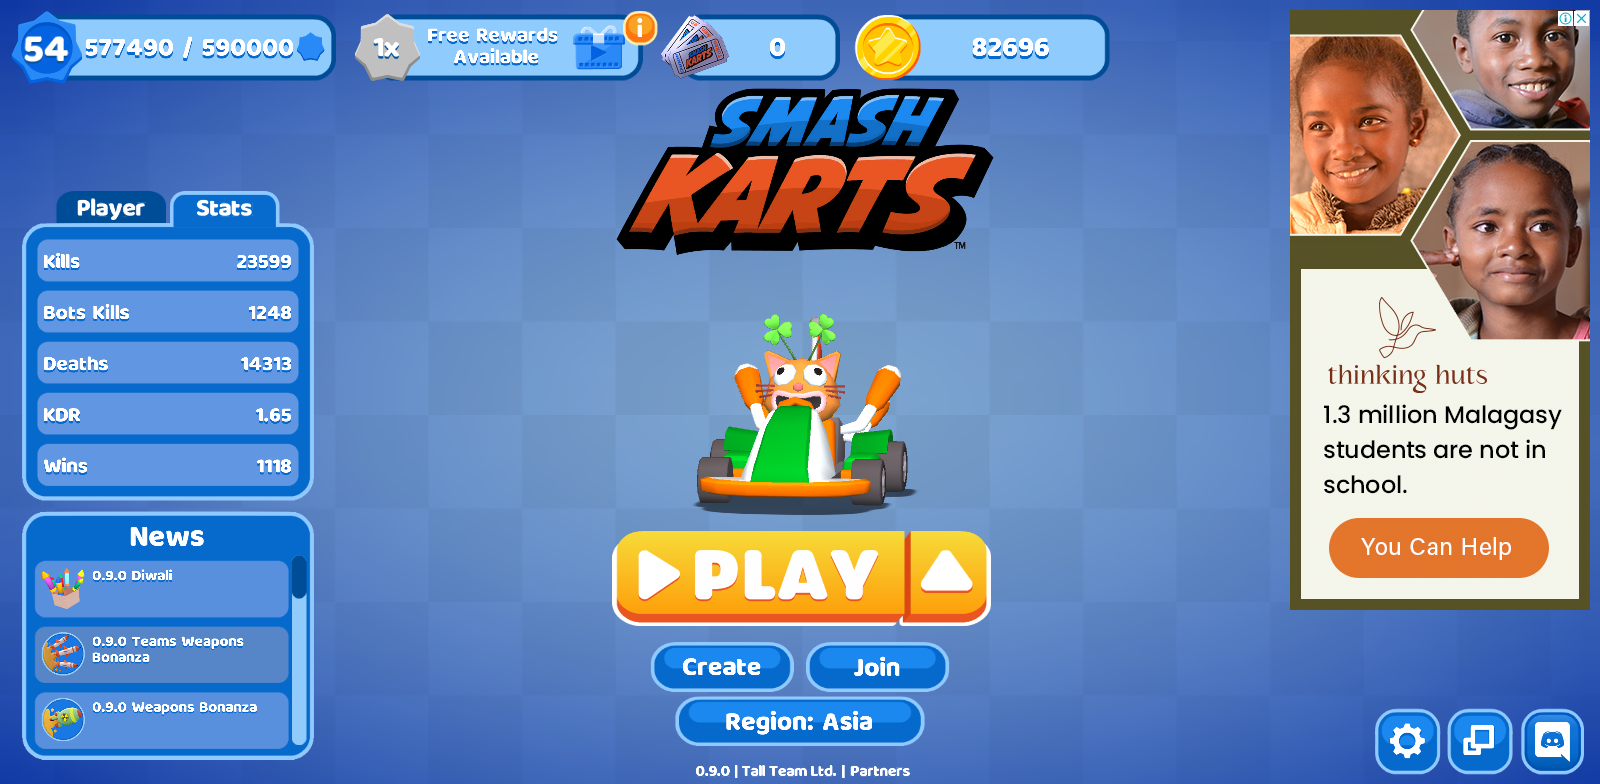 54
577490 / 590000
1x
Free Rewards
Available
i
SMASH
KARTS
0
82696
SMASH
KARTS
TM
Player
Stats
Kills 23599
Bots Kills 1248
Deaths 14313
KDR 1.65
Wins 1118
News
0.9.0 Diwali
0.9.0 Teams Weapons
Bonanza
0.9.0 Weapons Bonanza
PLAY
Create
Join
Region: Asia
0.9.0 | Tall Team Ltd. | Partners
thinking huts
1.3 million Malagasy
students are not in
school.
You Can Help